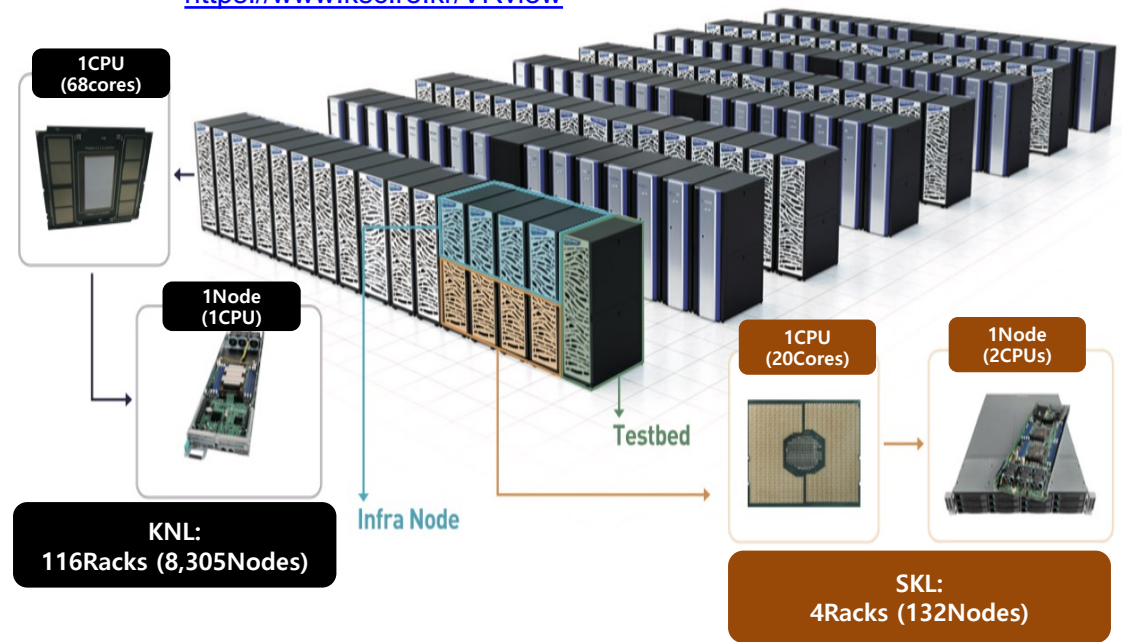 1CPU
(68cores)
1Node
(1CPU)
KNL:
116Racks (8,305Nodes)
Infra Node
Testbed
1CPU
(20Cores)
1Node
(2CPUs)
SKL:
4Racks (132Nodes)